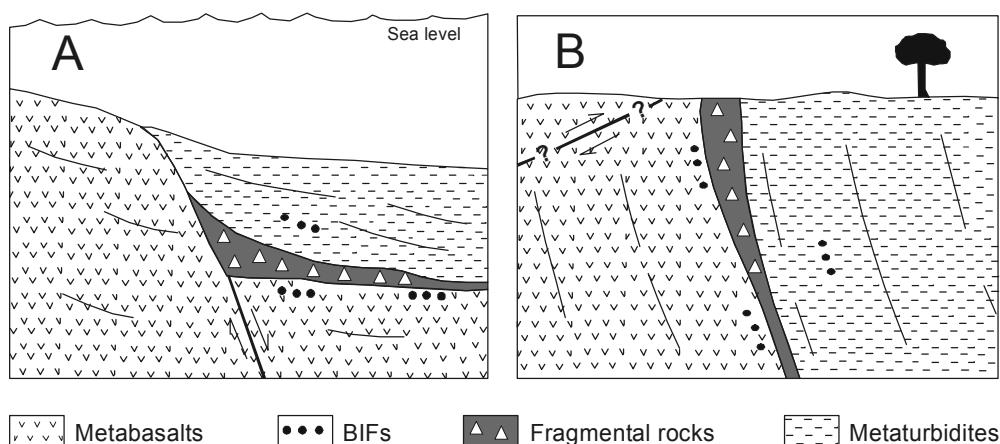 A
Sea level
B
?
?
Metabasalts
BIFs
Fragmental rocks
Metaturbidites